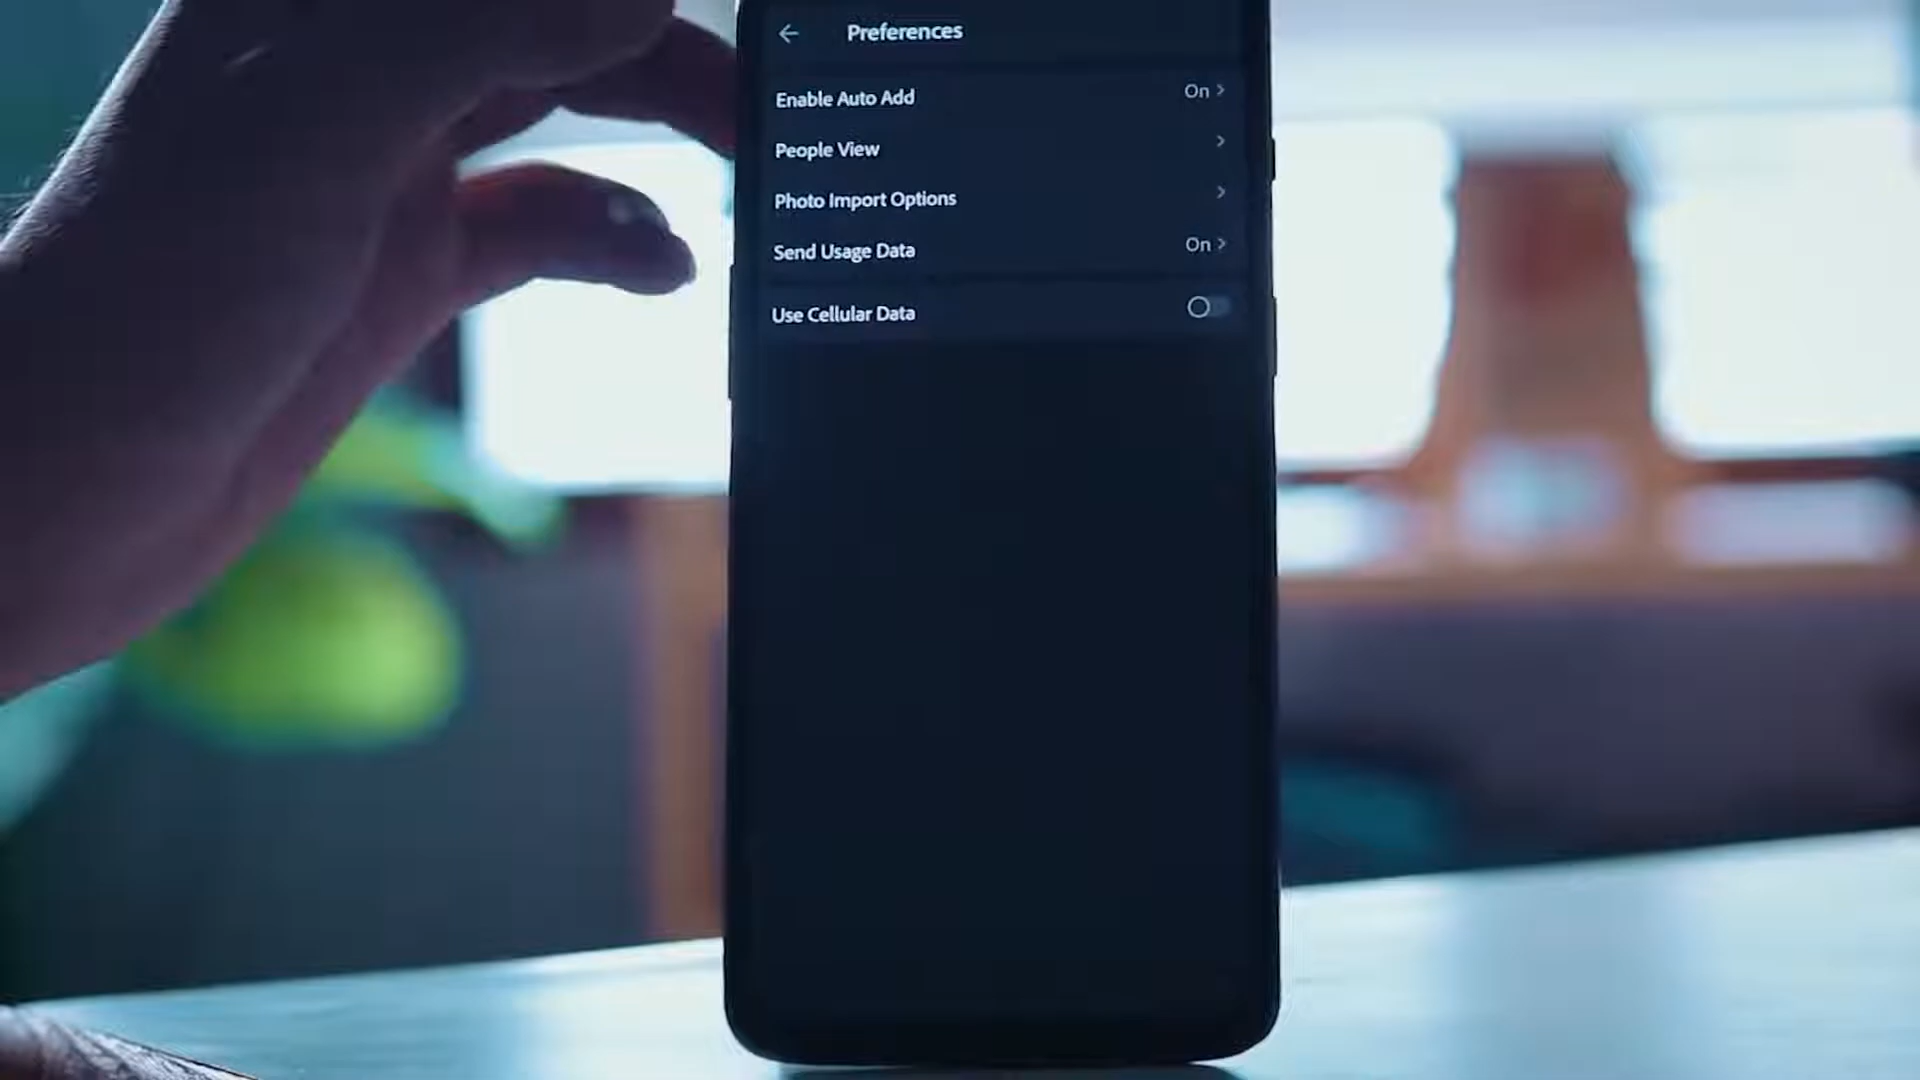 Preferences
Enable Auto Add On
People View
Photo Import Options
Send Usage Data On
Use Cellular Data